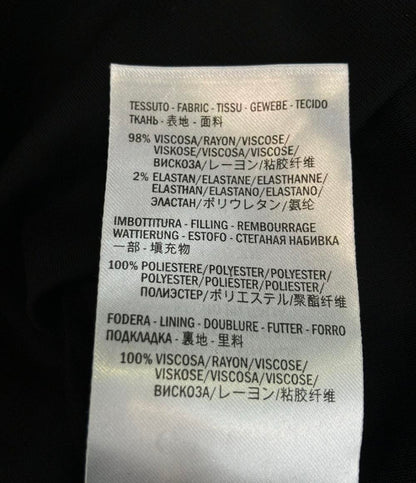 TESSUTO - FABRIC - TISSU - GEWEBE - TECIDO
ТКАНЬ - 表地 - 面料
98% VISCOSA/RAYON/VISCOSE/
VISKOSE/VISCOSA/VISCOSE/
ВИСКОЗА/レーヨン/粘胶纤维
2% ELASTAN/ELASTANE/ELASTHANNE/
ELASTHAN/ELASTANO/ELASTANO/
ЭЛАСТАН/ポリウレタン/氨纶
IMBOTTITURA - FILLING - REMBOURRAGE
WATTIERUNG - ESTOFO - СТЕГАНАЯ НАБИВКА
一部 - 填充物
100% POLIESTERE/POLYESTER/POLYESTER/
POLYESTER/POLIÉSTER/POLIESTER/
ПОЛИЭСТЕР/ポリエステル/聚酯纤维
FODERA - LINING - DOUBLURE - FUTTER - FORRO
ПОДКЛАДКА - 裏地 - 里料
100% VISCOSA/RAYON/VISCOSE/
VISKOSE/VISCOSA/VISCOSE/
ВИСКОЗА/レーヨン/粘胶纤维